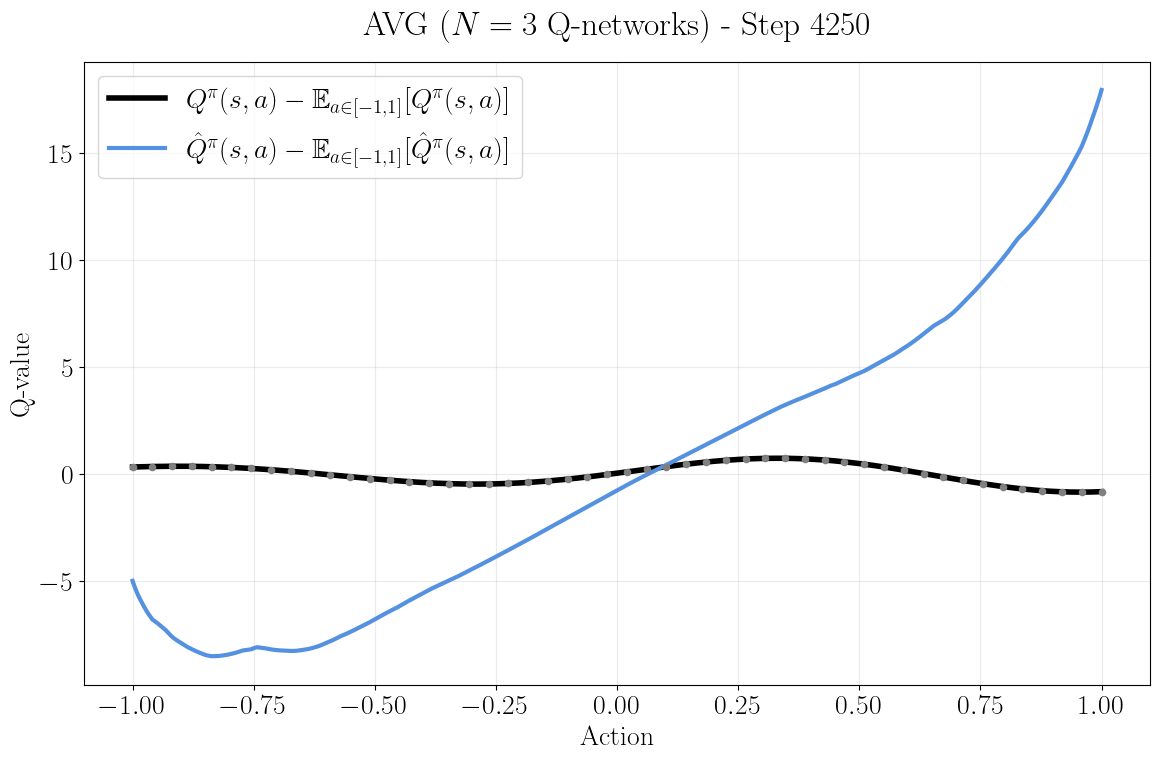 AVG (N = 3 Q-networks) - Step 4250
Q^π(s, a) − 𝔼_{a∈[−1,1]}[Q^π(s, a)]
Q̂^π(s, a) − 𝔼_{a∈[−1,1]}[Q̂^π(s, a)]
Q-value
15
10
5
0
−5
−1.00 −0.75 −0.50 −0.25 0.00 0.25 0.50 0.75 1.00
Action